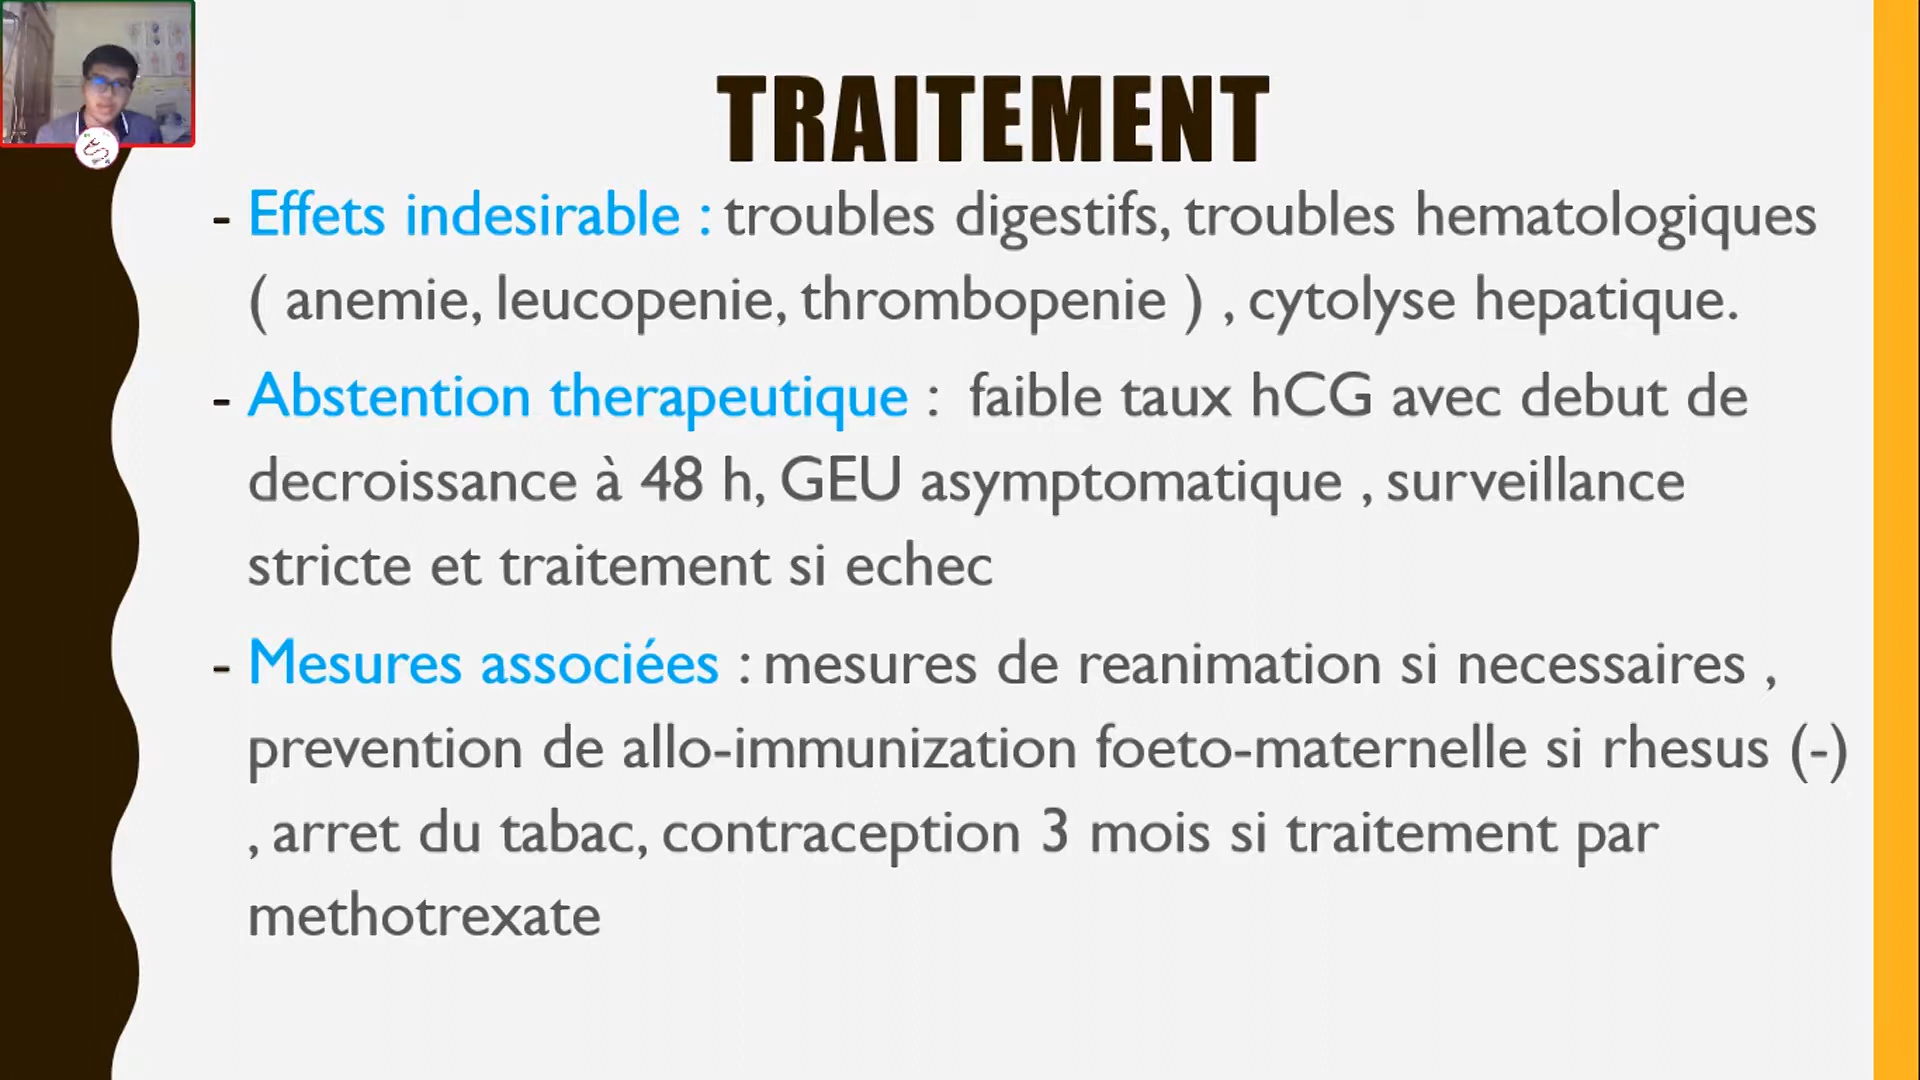 TRAITEMENT
- Effets indesirable : troubles digestifs, troubles hematologiques
( anemie, leucopenie, thrombopenie ) , cytolyse hepatique.
- Abstention therapeutique : faible taux hCG avec debut de
decroissance à 48 h, GEU asymptomatique , surveillance
stricte et traitement si echec
- Mesures associées : mesures de reanimation si necessaires ,
prevention de allo-immunization foeto-maternelle si rhesus (-)
, arret du tabac, contraception 3 mois si traitement par
methotrexate